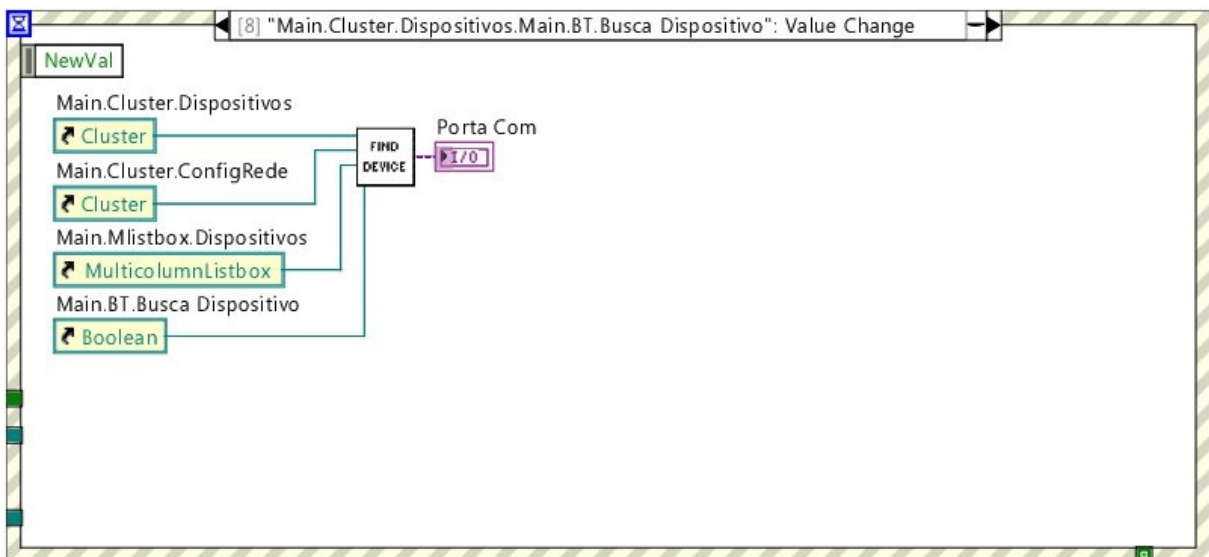 [8] "Main.Cluster.Dispositivos.Main.BT.Busca Dispositivo": Value Change
NewVal
Main.Cluster.Dispositivos
Cluster
Main.Cluster.ConfigRede
Cluster
Main.Mlistbox.Dispositivos
MulticolumnListbox
Main.BT.Busca Dispositivo
Boolean
FIND
DEVICE
Porta Com
I/O